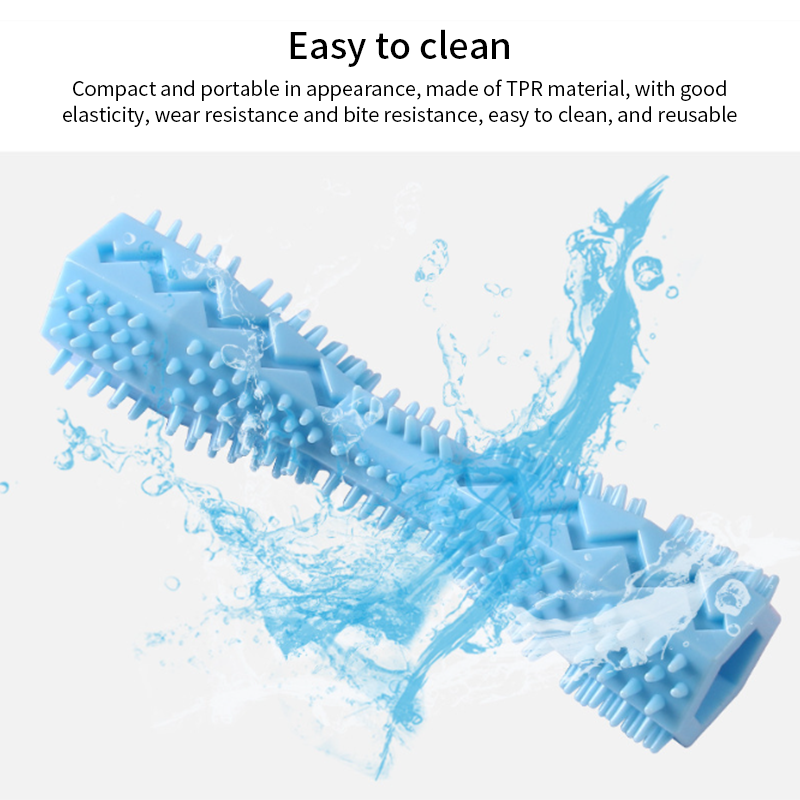 Easy to clean
Compact and portable in appearance, made of TPR material, with good
elasticity, wear resistance and bite resistance, easy to clean, and reusable